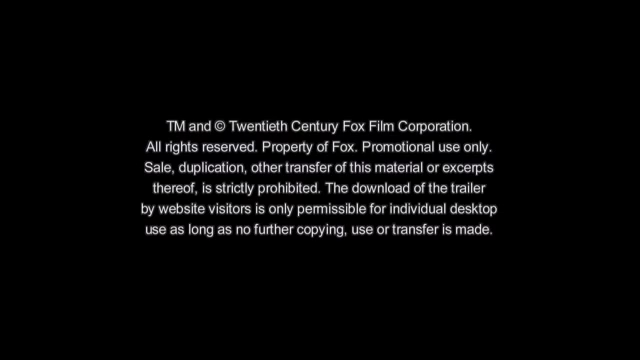 TM and © Twentieth Century Fox Film Corporation.
All rights reserved. Property of Fox. Promotional use only.
Sale, duplication, other transfer of this material or excerpts
thereof, is strictly prohibited. The download of the trailer
by website visitors is only permissible for individual desktop
use as long as no further copying, use or transfer is made.